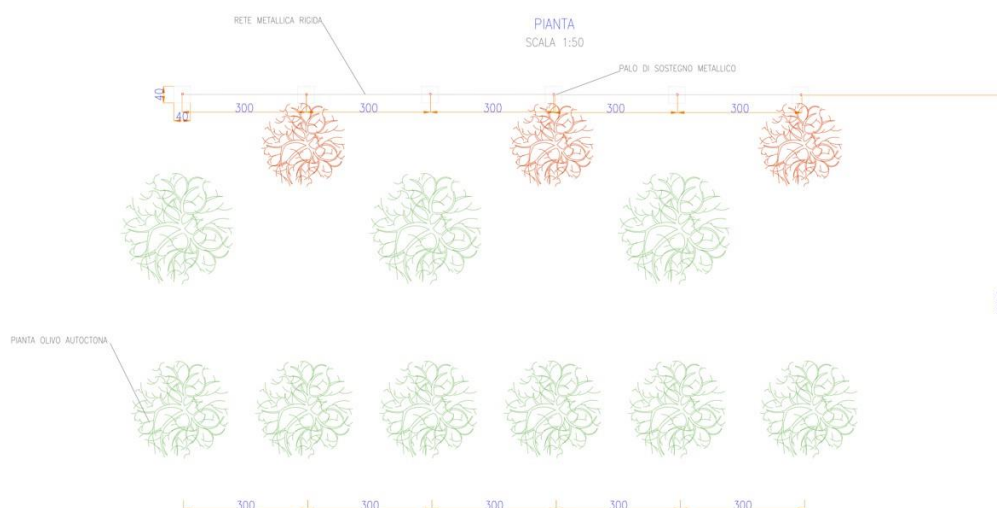 RETE METALLICA RIGIDA
PIANTA
SCALA 1:50
PALO DI SOSTEGNO METALLICO
40
300 300 300 300 300
40
PIANTA OLIVO AUTOCTONA
300 300 300 300 300